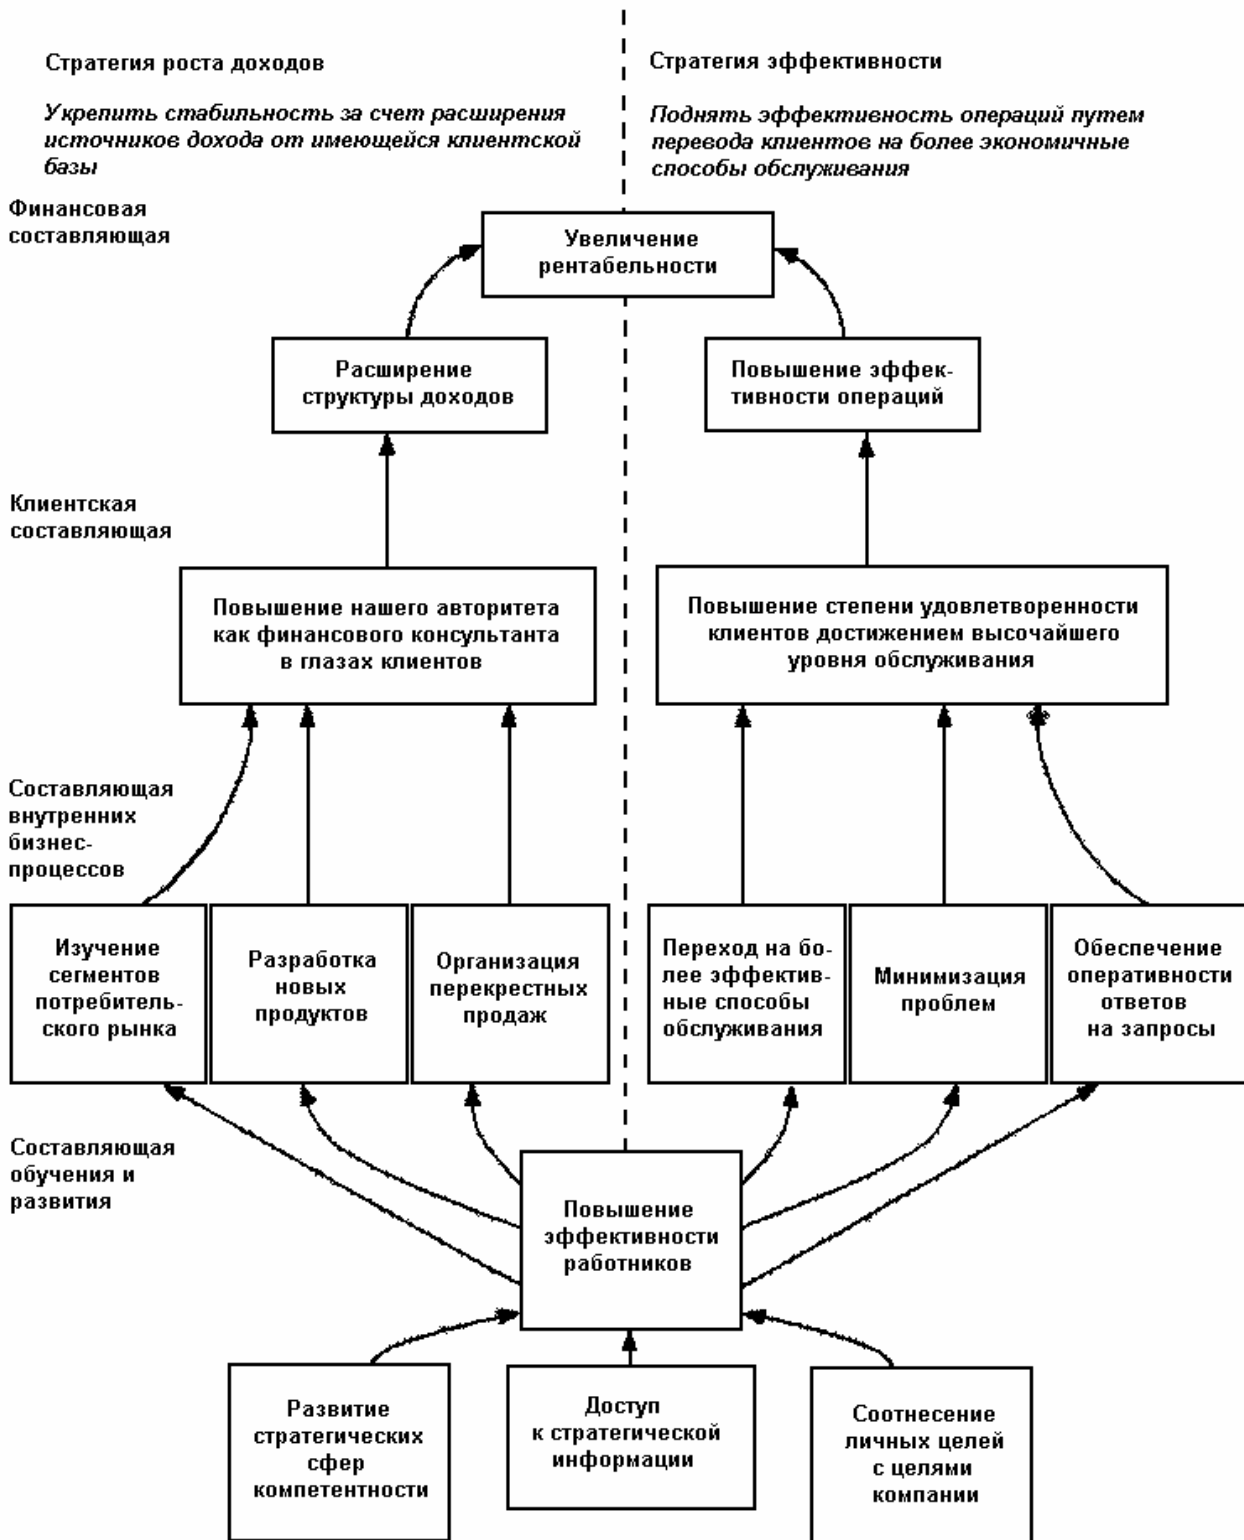 Стратегия роста доходов
Укрепить стабильность за счет расширения
источников дохода от имеющейся клиентской
базы
Стратегия эффективности
Поднять эффективность операций путем
перевода клиентов на более экономичные
способы обслуживания
Финансовая
составляющая
Увеличение
рентабельности
Расширение
структуры доходов
Повышение эффек-
тивности операций
Клиентская
составляющая
Повышение нашего авторитета
как финансового консультанта
в глазах клиентов
Повышение степени удовлетворенности
клиентов достижением высочайшего
уровня обслуживания
Составляющая
внутренних
бизнес-
процессов
Изучение
сегментов
потребитель-
ского рынка
Разработка
новых
продуктов
Организация
перекрестных
продаж
Переход на бо-
лее эффектив-
ные способы
обслуживания
Минимизация
проблем
Обеспечение
оперативности
ответов
на запросы
Составляющая
обучения и
развития
Повышение
эффективности
работников
Развитие
стратегических
сфер
компетентности
Доступ
к стратегической
информации
Соотнесение
личных целей
с целями
компании